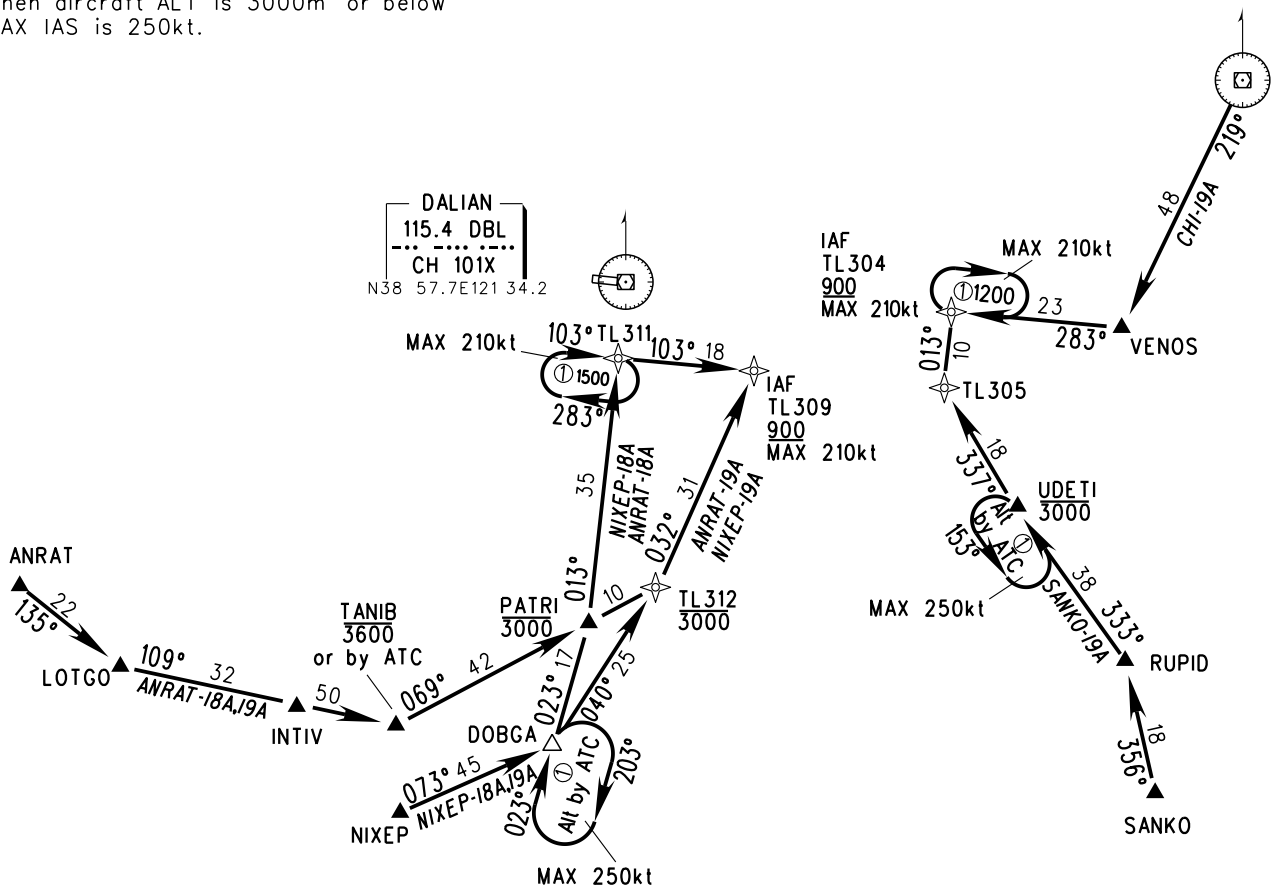 hen aircraft ALT is 3000m or below
AX IAS is 250kt.
219°
48
CHI-19A
DALIAN
115.4 DBL
CH 101X
N38 57.7E121 34.2
IAF
TL304
900
MAX 210kt
MAX 210kt
① 1200
23
283°
VENOS
013°
10
TL305
MAX 210kt
103°
TL311
103°
18
① 1500
283°
IAF
TL309
900
MAX 210kt
18
337°
UDETI
3000
Alt
by ATC
①
153°
MAX 250kt
38
333°
SANKO-19A
RUPID
18
356°
SANKO
35
NIXEP-18A
ANRAT-18A
013°
31
032°
ANRAT-19A
NIXEP-19A
ANRAT
22
135°
LOTGO
109°
32
ANRAT-18A,19A
INTIV
50
TANIB
3600
or by ATC
069°
42
PATRI
3000
10
TL312
3000
17
023°
25
040°
DOBGA
073°
45
NIXEP-18A,19A
NIXEP
023°
①
Alt by ATC
203°
MAX 250kt